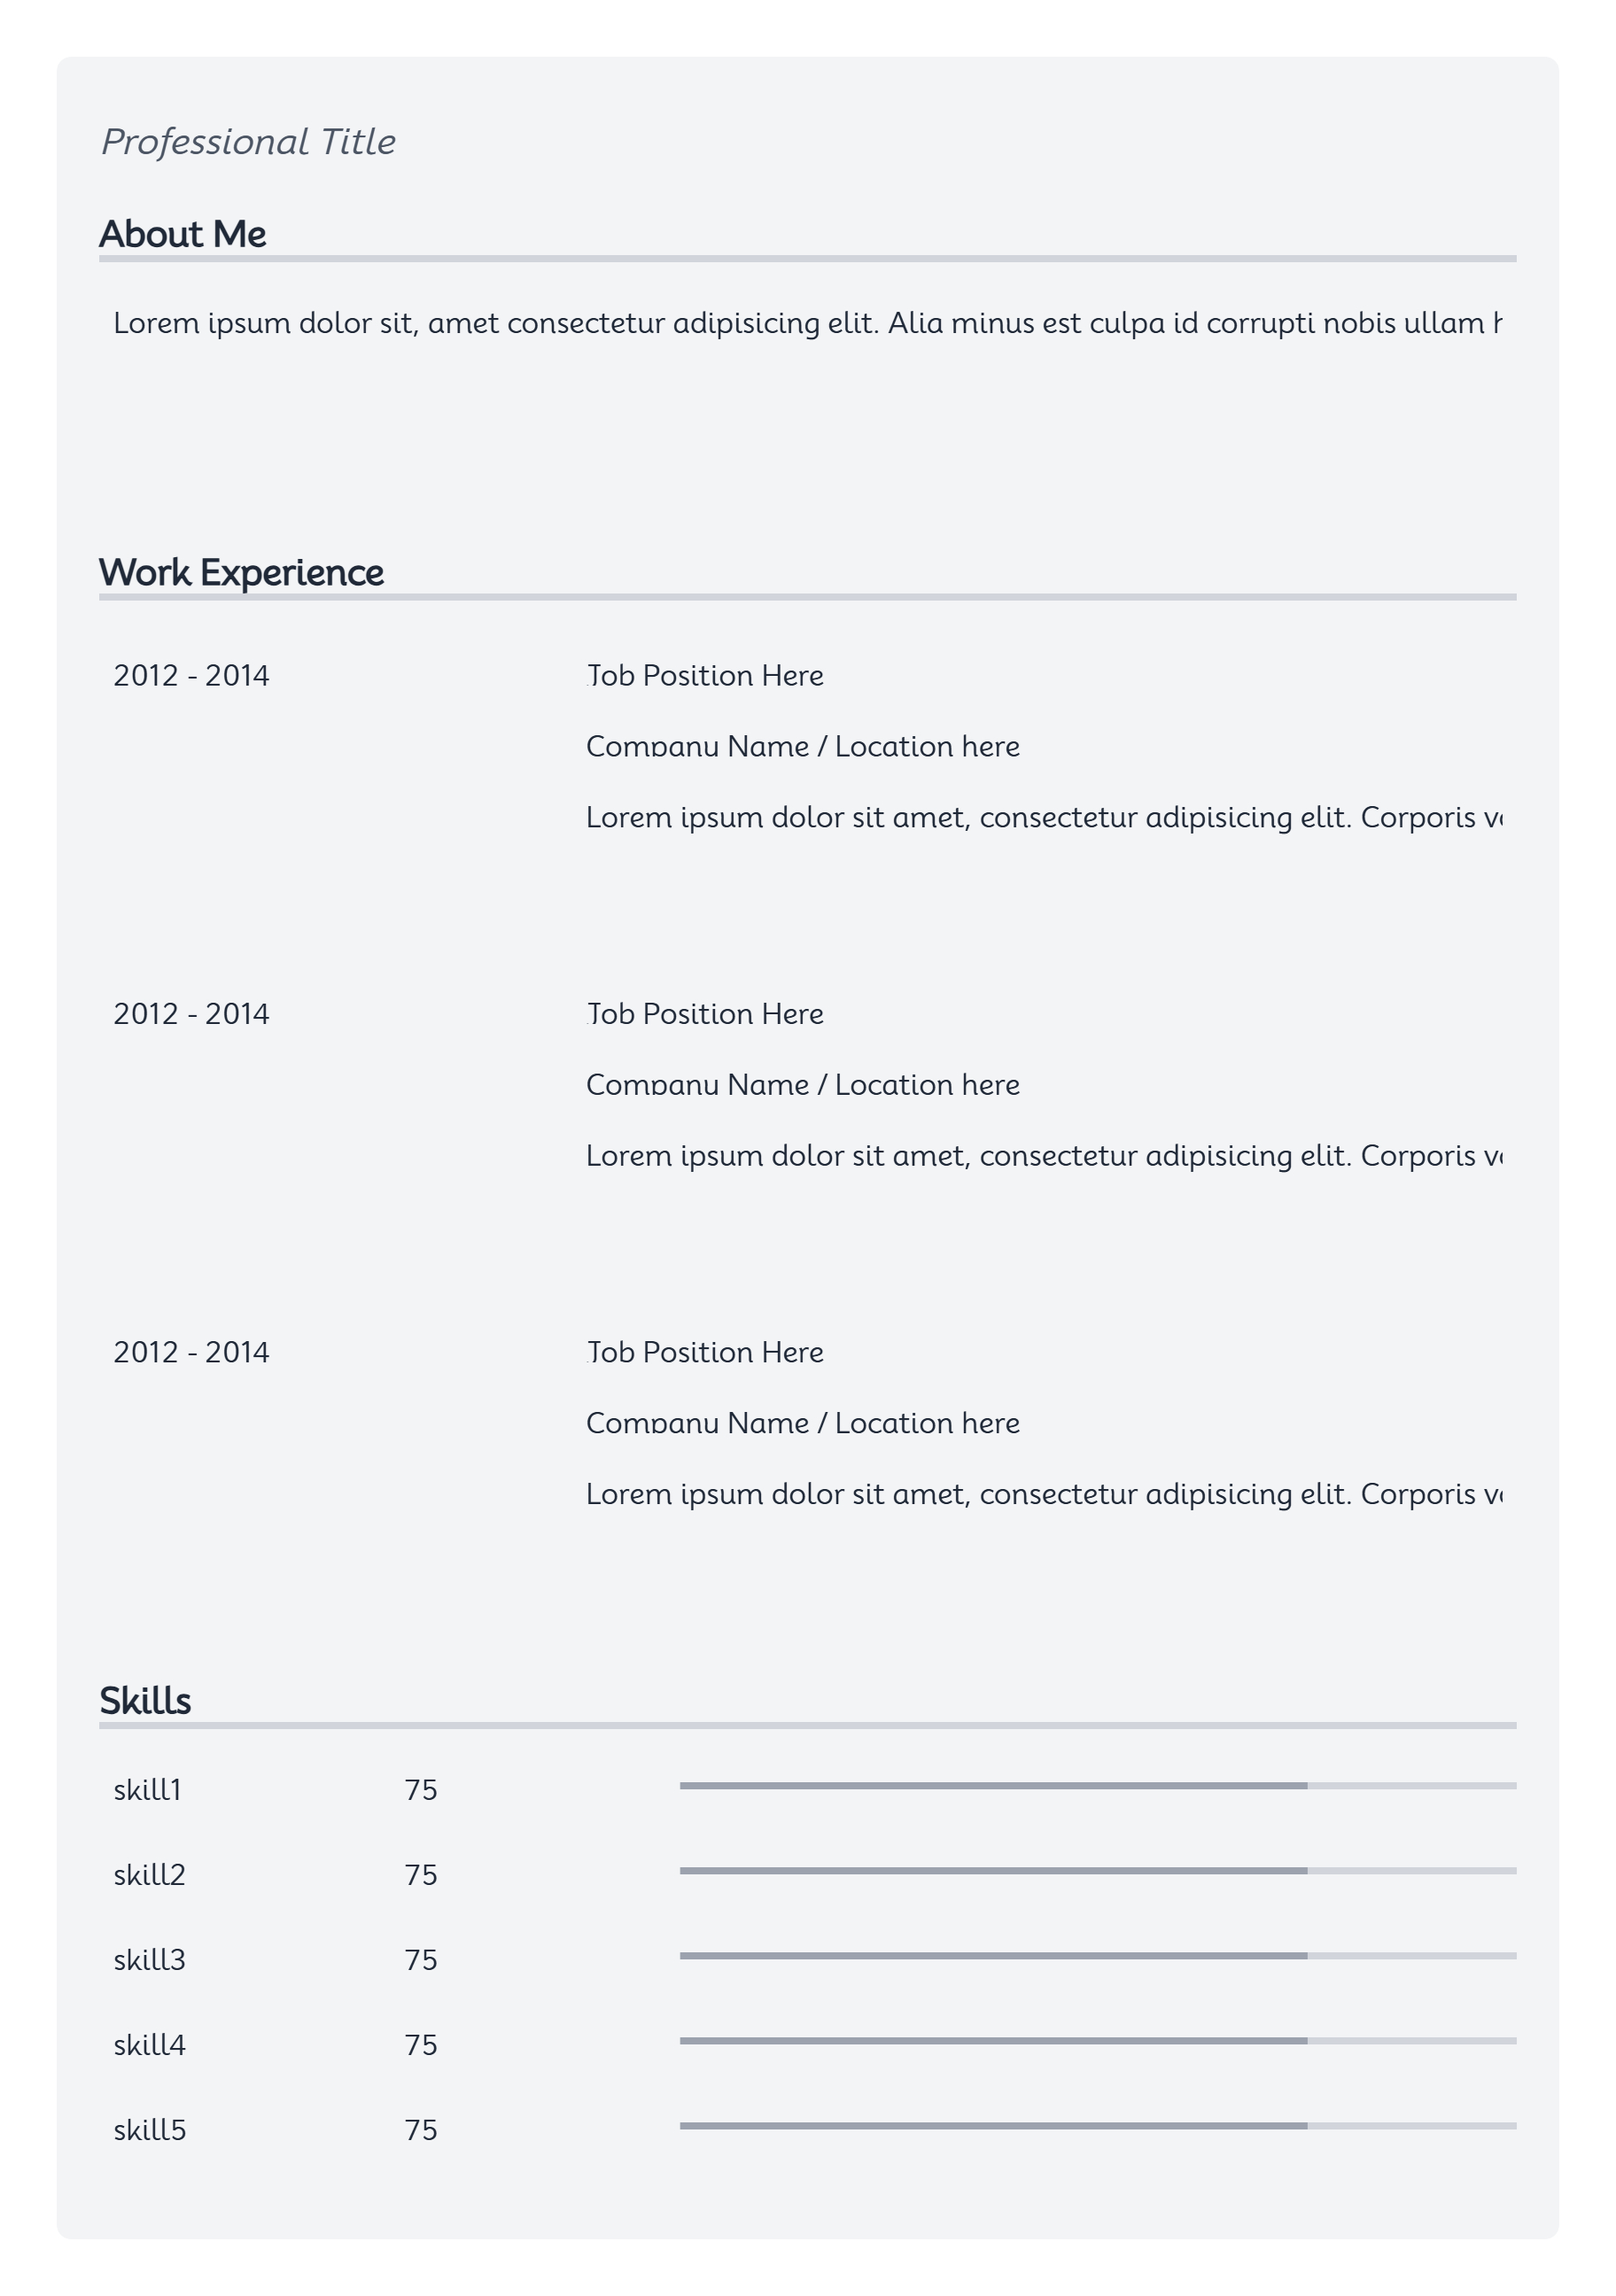 Professional Title
About Me
Lorem ipsum dolor sit, amet consectetur adipisicing elit. Alia minus est culpa id corrupti nobis ullam
Work Experience
2012 - 2014 Job Position Here
Company Name / Location here
Lorem ipsum dolor sit amet, consectetur adipisicing elit. Corporis
2012 - 2014 Job Position Here
Company Name / Location here
Lorem ipsum dolor sit amet, consectetur adipisicing elit. Corporis
2012 - 2014 Job Position Here
Company Name / Location here
Lorem ipsum dolor sit amet, consectetur adipisicing elit. Corporis
Skills
skill1 75
skill2 75
skill3 75
skill4 75
skill5 75